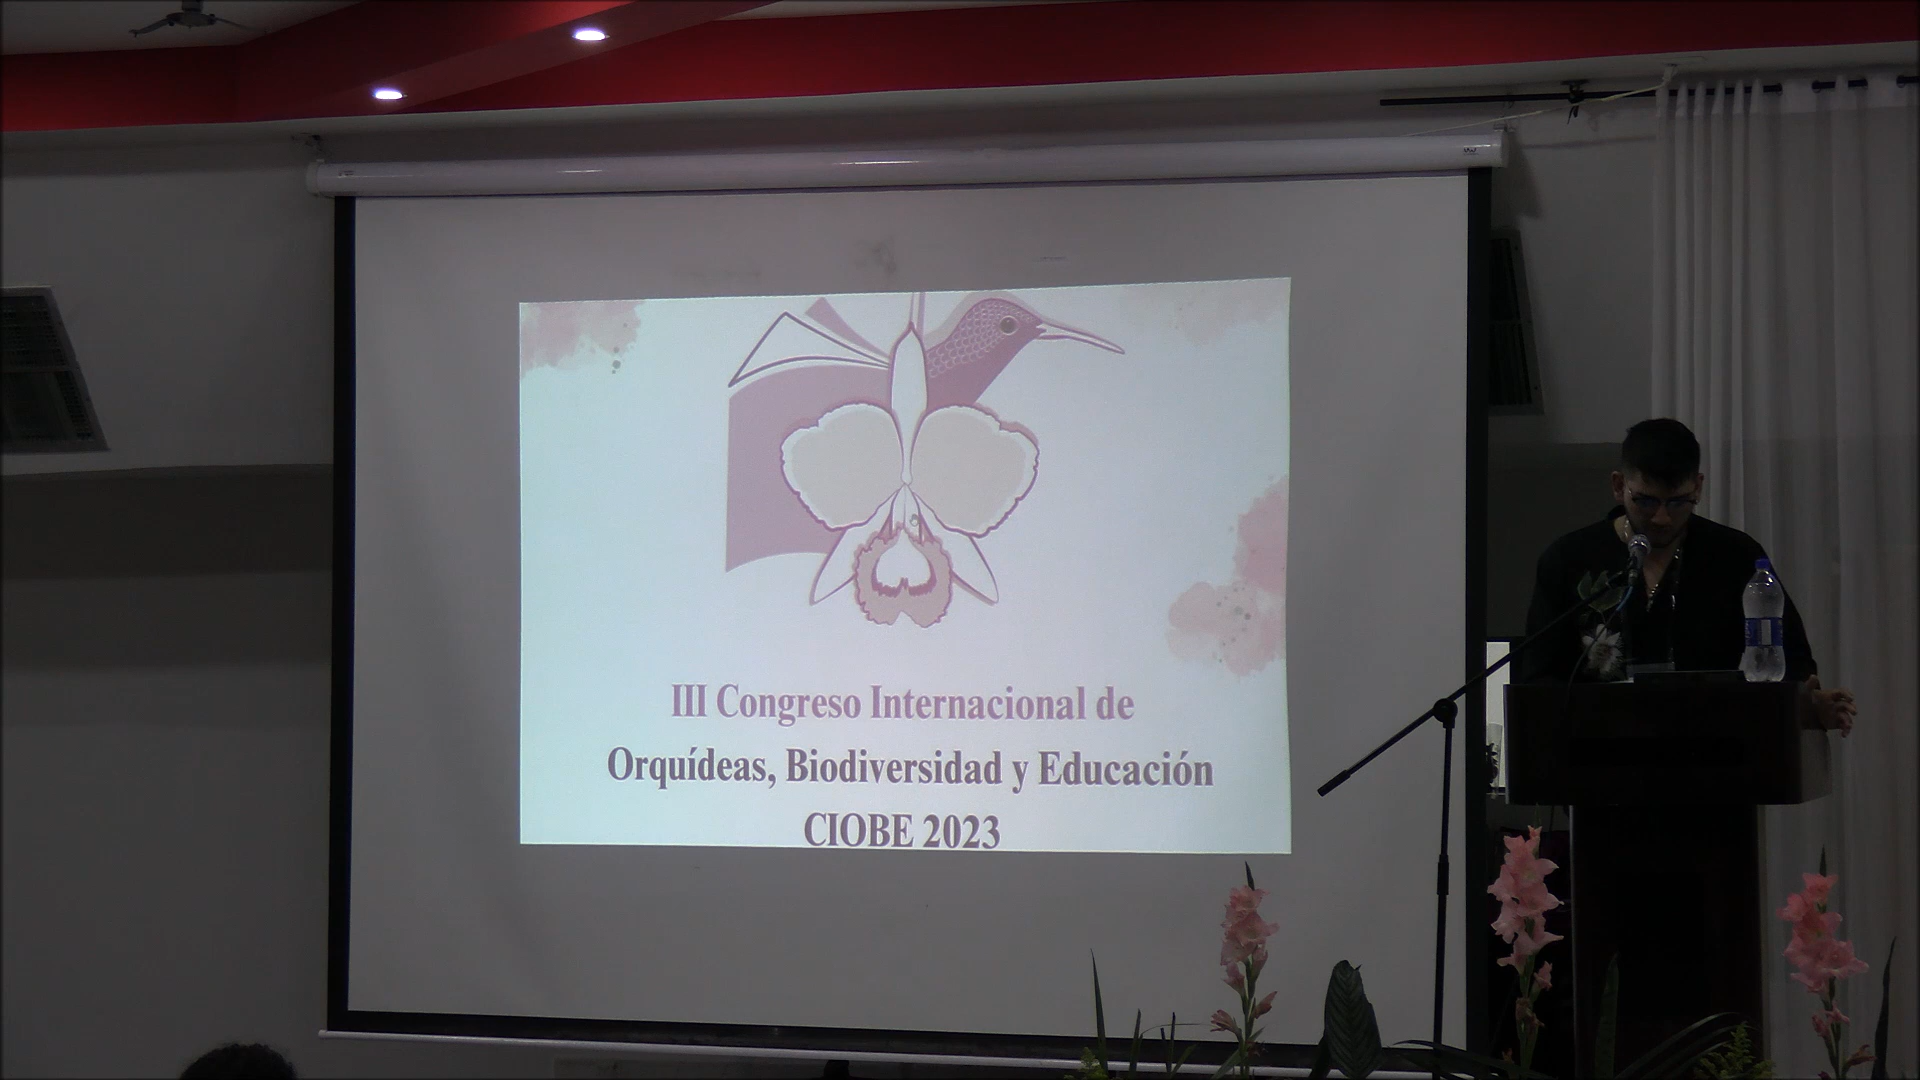 III Congreso Internacional de
Orquídeas, Biodiversidad y Educación
CIOBE 2023